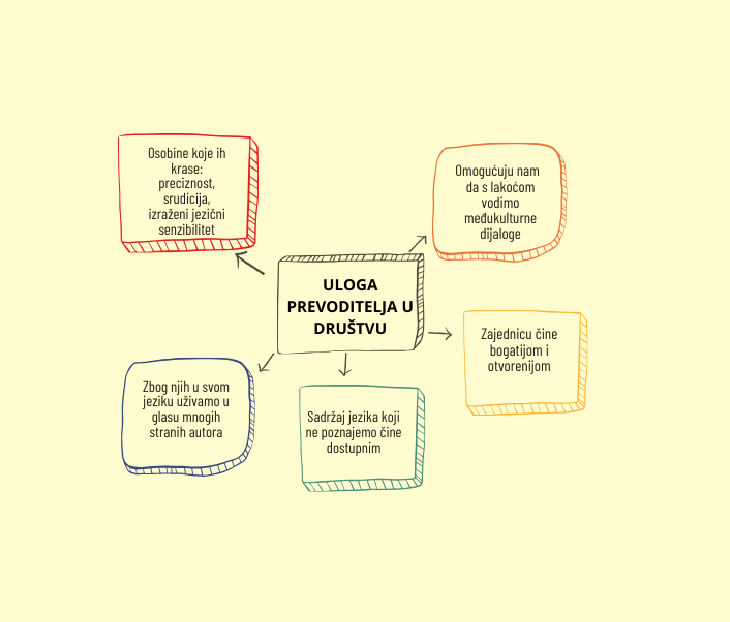 Osobine koje ih
krase:
preciznost,
srudicija,
izraženi jezični
senzibilitet
Omogućuju nam
da s lakoćom
vodimo
međukulturne
dijaloge
ULOGA
PREVODITELJA U
DRUŠTVU
Zajednicu čine
bogatijom i
otvorenijom
Zbog njih u svom
jeziku uživamo u
glasu mnogih
stranih autora
Sadržaj jezika koji
ne poznajemo čine
dostupnim